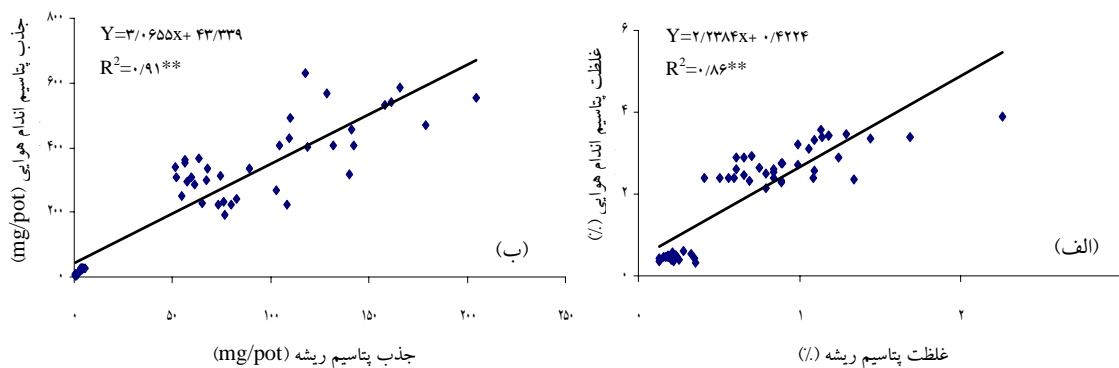 Y=۲/۲۳۸۴x+ ۰/۴۲۲۴
R²=۰/۸۶**
۶
۴
۲
۰
غلظت پتاسیم اندام هوایی (٪)
(الف)
۰ ۱ ۲
غلظت پتاسیم ریشه (٪)
Y=۳/۰۶۵۵x+ ۴۳/۳۳۹
R²=۰/۹۱**
۸۰۰
۶۰۰
۴۰۰
۲۰۰
۰
جذب پتاسیم اندام هوایی (mg/pot)
(ب)
۰ ۵۰ ۱۰۰ ۱۵۰ ۲۰۰ ۲۵۰
جذب پتاسیم ریشه (mg/pot)